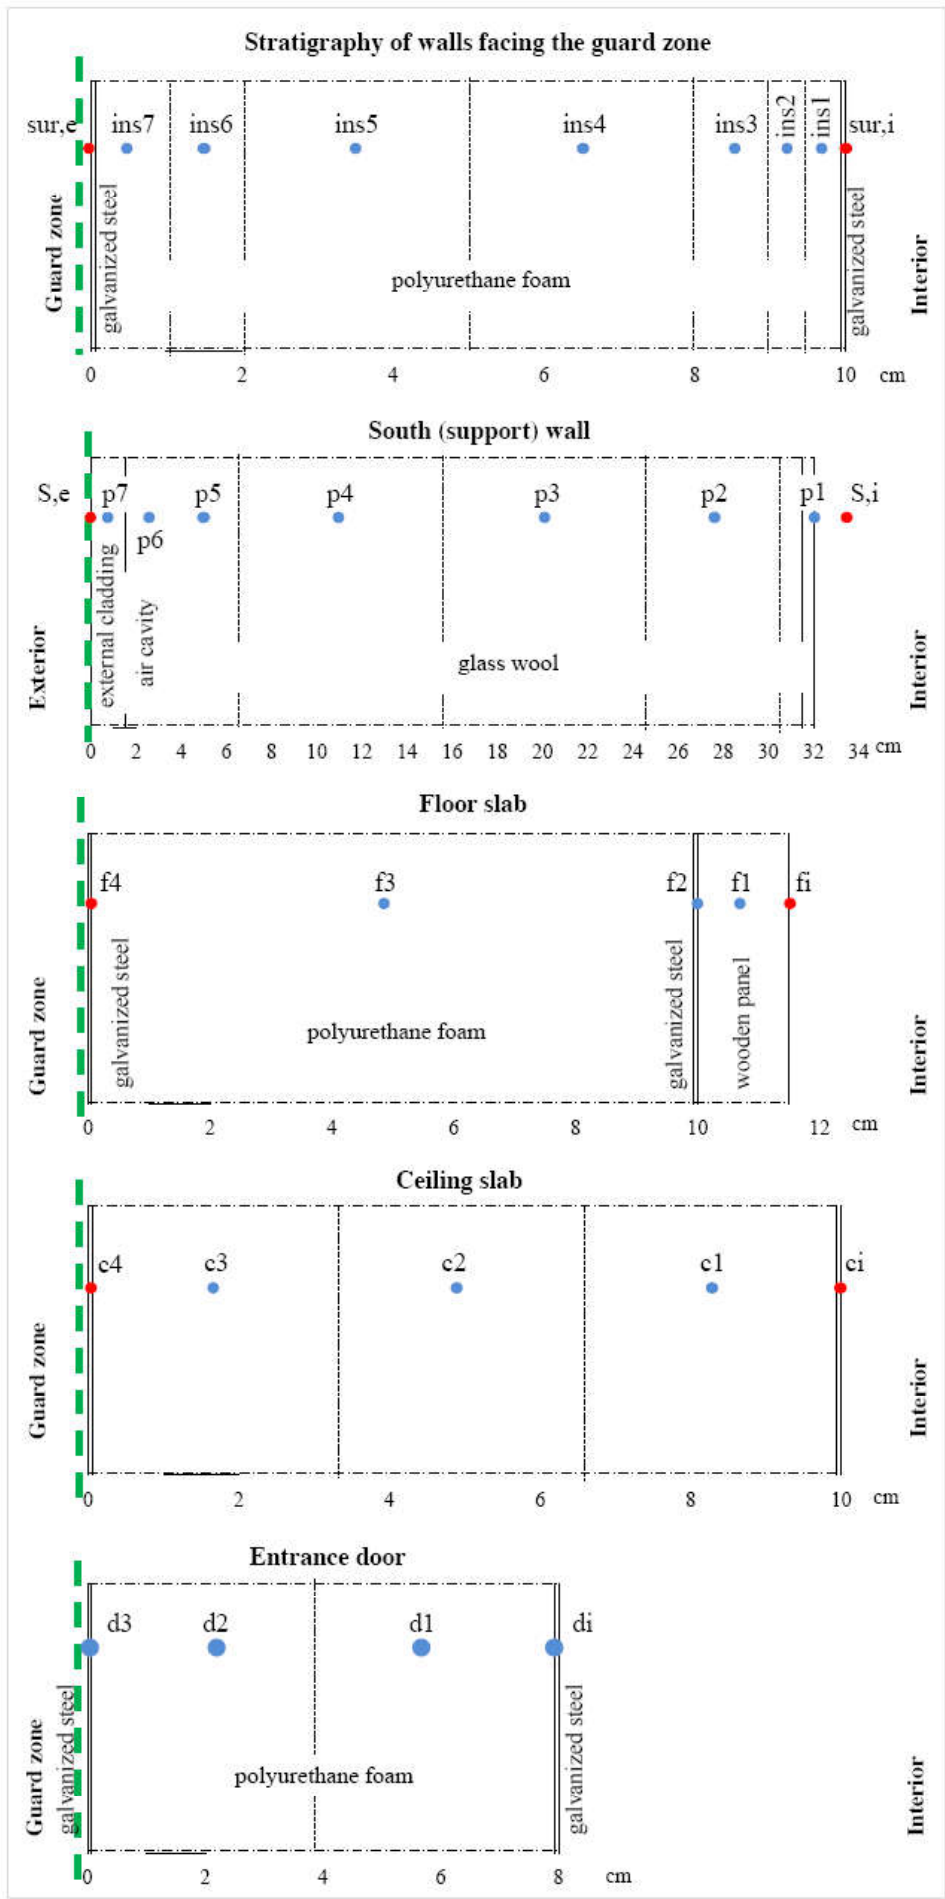 Stratigraphy of walls facing the guard zone
sur,e ins7 ins6 ins5 ins4 ins3 ins2 ins1 sur,i
Guard zone
galvanized steel
polyurethane foam
galvanized steel
Interior
0 2 4 6 8 10 cm
South (support) wall
S,e p7 p5 p4 p3 p2 p1 S,i
p6
Exterior
external cladding
air cavity
glass wool
Interior
0 2 4 6 8 10 12 14 16 18 20 22 24 26 28 30 32 34 cm
Floor slab
f4 f3 f2 f1 fi
Guard zone
galvanized steel
polyurethane foam
galvanized steel
wooden panel
Interior
0 2 4 6 8 10 12 cm
Ceiling slab
c4 c3 c2 c1 ci
Guard zone
Interior
0 2 4 6 8 10 cm
Entrance door
d3 d2 d1 di
Guard zone
galvanized steel
polyurethane foam
galvanized steel
Interior
0 2 4 6 8 cm